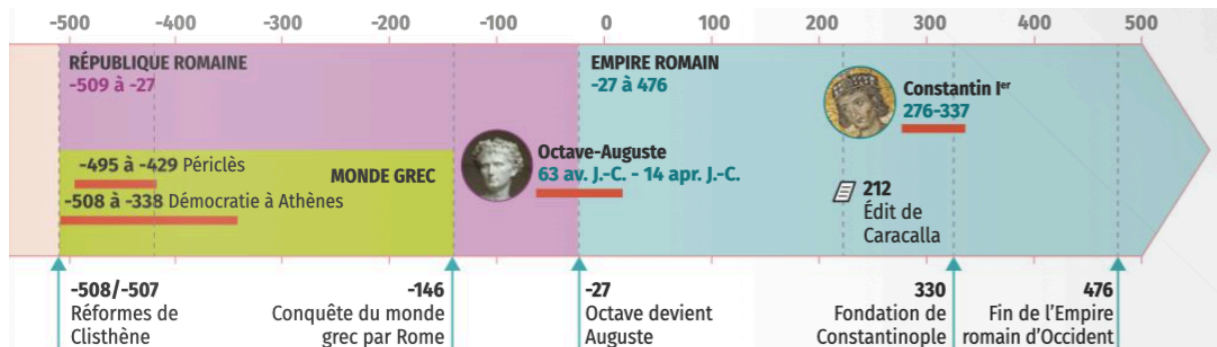 -500 -400 -300 -200 -100 0 100 200 300 400 500
RÉPUBLIQUE ROMAINE
-509 à -27
EMPIRE ROMAIN
-27 à 476
Constantin Iᵉʳ
276-337
-495 à -429 Périclès
MONDE GREC
-508 à -338 Démocratie à Athènes
Octave-Auguste
63 av. J.-C. - 14 apr. J.-C.
212
Édit de
Caracalla
-508/-507
Réformes de
Clisthène
-146
Conquête du monde
grec par Rome
-27
Octave devient
Auguste
330
Fondation de
Constantinople
476
Fin de l’Empire
romain d’Occident